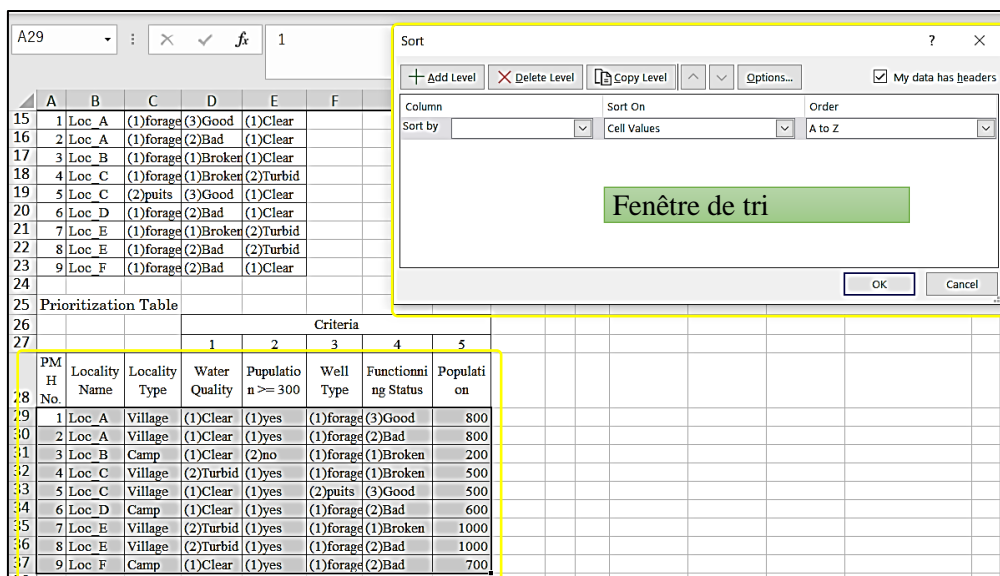 A29 fx 1
Sort ? ×
Add Level Delete Level Copy Level Options... My data has headers
Column Sort On Order
Sort by Cell Values A to Z
Fenêtre de tri
OK Cancel
A B C D E F
15 1 Loc_A (1)forage (3)Good (1)Clear
16 2 Loc_A (1)forage (2)Bad (1)Clear
17 3 Loc_B (1)forage (1)Broken (1)Clear
18 4 Loc_C (1)forage (1)Broken (2)Turbid
19 5 Loc_C (2)puits (3)Good (1)Clear
20 6 Loc_D (1)forage (2)Bad (1)Clear
21 7 Loc_E (1)forage (1)Broken (2)Turbid
22 8 Loc_E (1)forage (2)Bad (2)Turbid
23 9 Loc_F (1)forage (2)Bad (1)Clear
24
25 Prioritization Table
26 Criteria
27 1 2 3 4 5
28 PM H No. Locality Name Locality Type Water Quality Pupulatio n >= 300 Well Type Functionni ng Status Populati on
29 1 Loc_A Village (1)Clear (1)yes (1)forage (3)Good 800
30 2 Loc_A Village (1)Clear (1)yes (1)forage (2)Bad 800
31 3 Loc_B Camp (1)Clear (2)no (1)forage (1)Broken 200
32 4 Loc_C Village (2)Turbid (1)yes (1)forage (1)Broken 500
33 5 Loc_C Village (1)Clear (1)yes (2)puits (3)Good 500
34 6 Loc_D Camp (1)Clear (1)yes (1)forage (2)Bad 600
35 7 Loc_E Village (2)Turbid (1)yes (1)forage (1)Broken 1000
36 8 Loc_E Village (2)Turbid (1)yes (1)forage (2)Bad 1000
37 9 Loc_F Camp (1)Clear (1)yes (1)forage (2)Bad 700